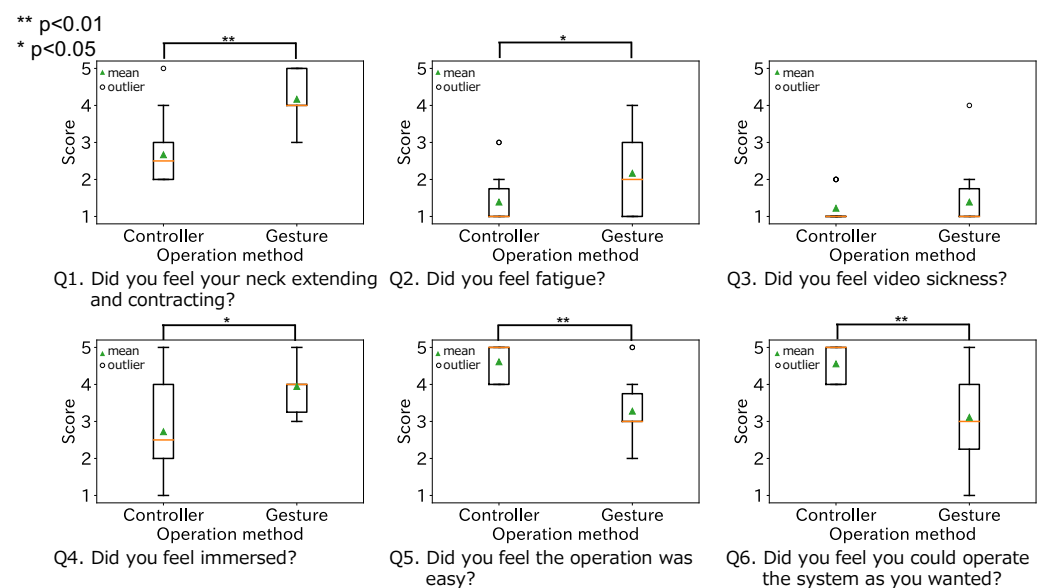 ** p<0.01
* p<0.05
**
5
4
3
2
1
Score
mean
outlier
Controller Gesture
Operation method
Q1. Did you feel your neck extending
and contracting?
*
5
4
3
2
1
Score
mean
outlier
Controller Gesture
Operation method
Q2. Did you feel fatigue?
5
4
3
2
1
Score
mean
outlier
Controller Gesture
Operation method
Q3. Did you feel video sickness?
*
5
4
3
2
1
Score
mean
outlier
Controller Gesture
Operation method
Q4. Did you feel immersed?
**
5
4
3
2
1
Score
mean
outlier
Controller Gesture
Operation method
Q5. Did you feel the operation was
easy?
**
5
4
3
2
1
Score
mean
outlier
Controller Gesture
Operation method
Q6. Did you feel you could operate
the system as you wanted?